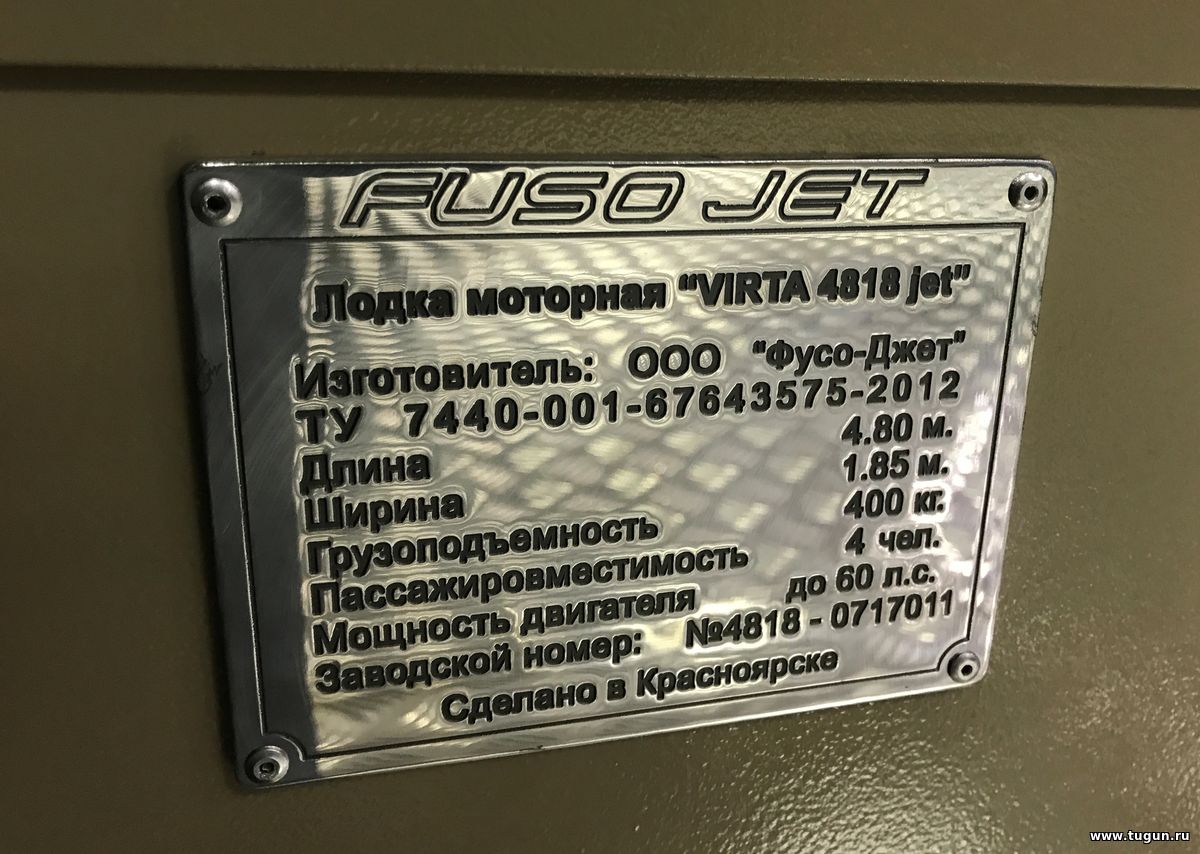 FUSO JET
Лодка моторная “VIRTA 4818 jet”
Изготовитель: ООО “Фусо-Джет”
ТУ 7440-001-67643575-2012
Длина 4.80 м.
Ширина 1.85 м.
Грузоподъемность 400 кг.
Пассажировместимость 4 чел.
Мощность двигателя до 60 л.с.
Заводской номер: №4818 - 0717011
Сделано в Красноярске
www.tugun.ru